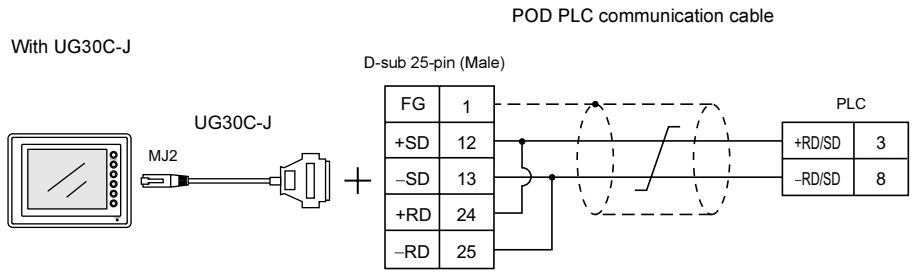 POD PLC communication cable
With UG30C-J
D-sub 25-pin (Male)
UG30C-J
MJ2
+
FG 1
+SD 12
−SD 13
+RD 24
−RD 25
PLC
+RD/SD 3
−RD/SD 8